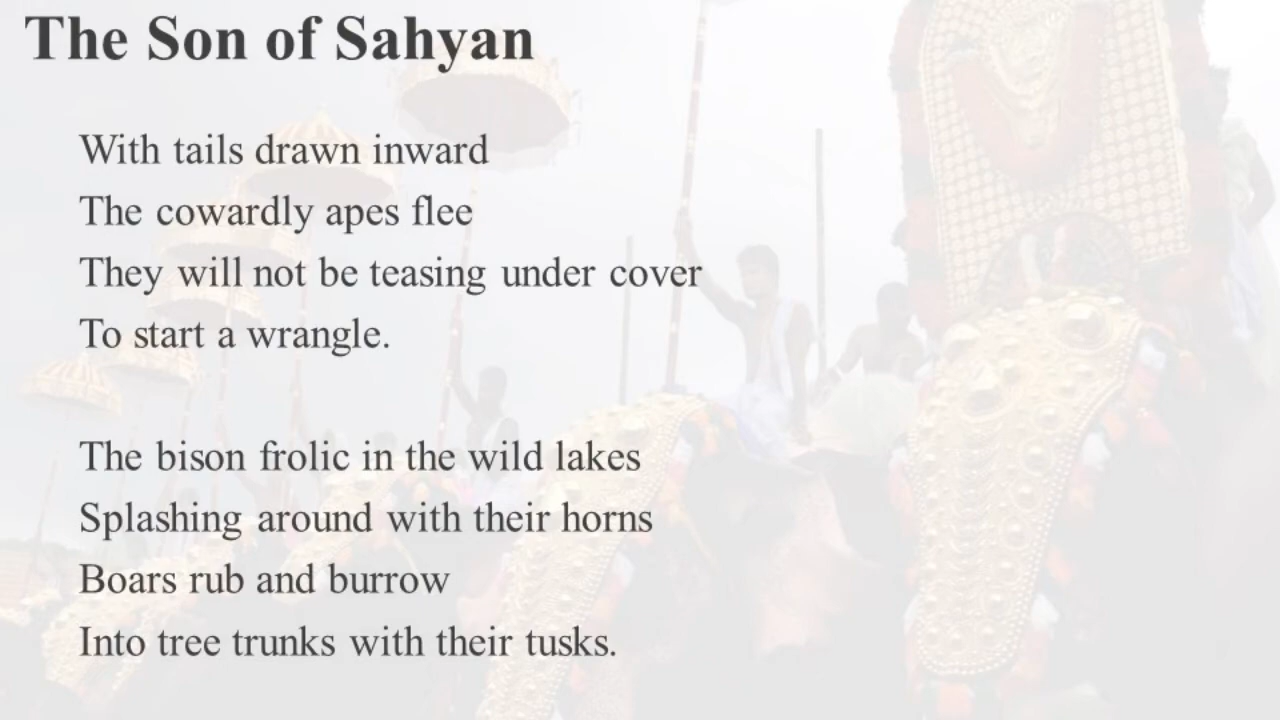 The Son of Sahyan
With tails drawn inward
The cowardly apes flee
They will not be teasing under cover
To start a wrangle.
The bison frolic in the wild lakes
Splashing around with their horns
Boars rub and burrow
Into tree trunks with their tusks.